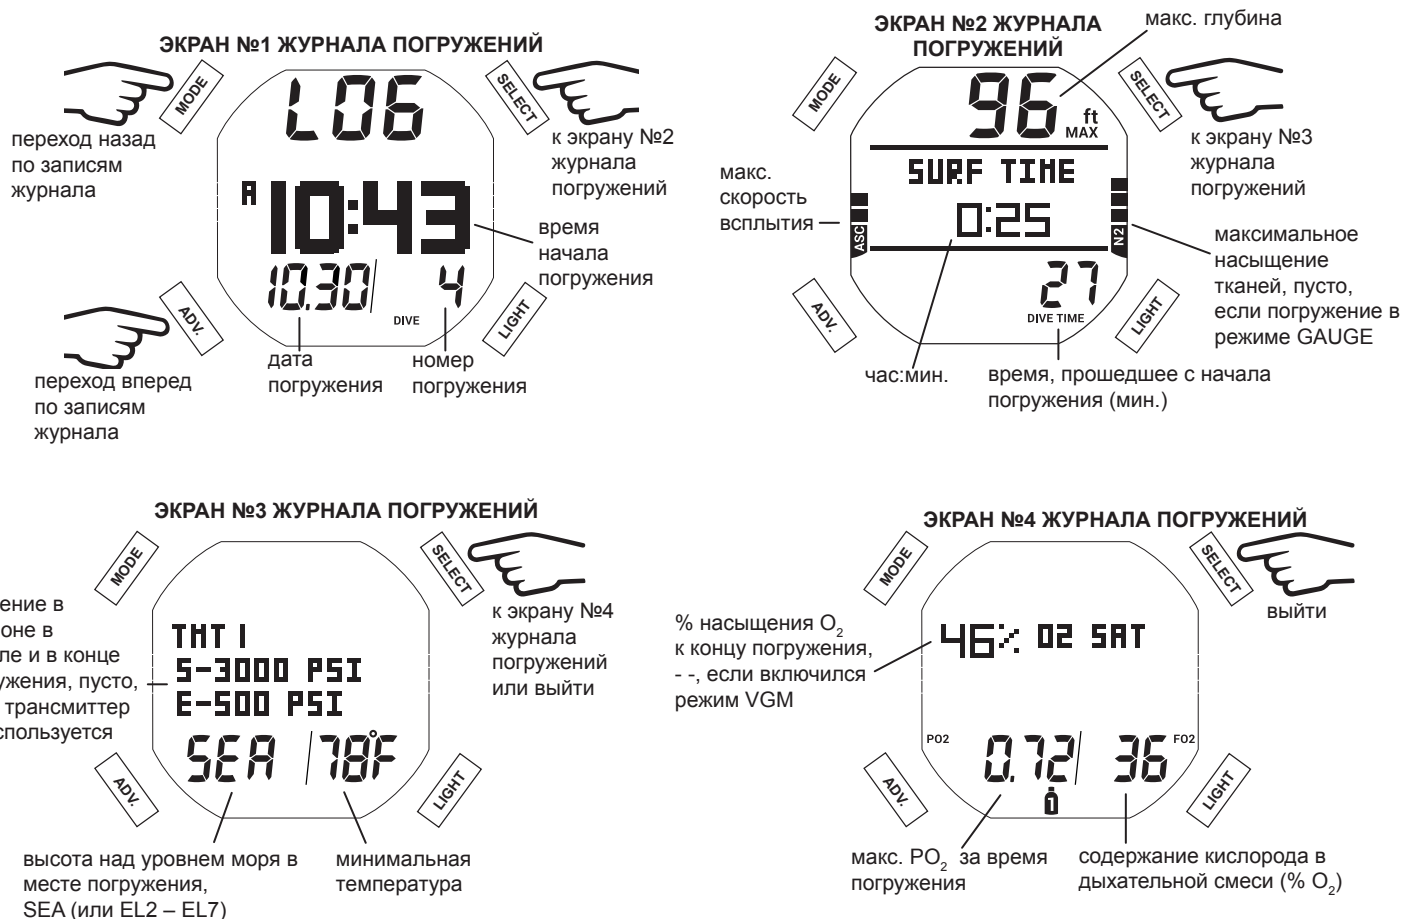 ЭКРАН №1 ЖУРНАЛА ПОГРУЖЕНИЙ
MODE
SELECT
LOG
переход назад
по записям
журнала
к экрану №2
журнала
погружений
A 10:43
время
начала
погружения
10.30
4
DIVE
ADV.
LIGHT
дата
погружения
номер
погружения
переход вперед
по записям
журнала
ЭКРАН №2 ЖУРНАЛА
ПОГРУЖЕНИЙ
макс. глубина
MODE
SELECT
96
ft
MAX
к экрану №3
журнала
погружений
SURF TIME
0:25
макс.
скорость
всплытия
ASC
N2
максимальное
насыщение
тканей, пусто,
если погружение в
режиме GAUGE
27
DIVE TIME
ADV.
LIGHT
час:мин.
время, прошедшее с начала
погружения (мин.)
ЭКРАН №3 ЖУРНАЛА ПОГРУЖЕНИЙ
MODE
SELECT
к экрану №4
журнала
погружений
или выйти
ение в
оне в
ле и в конце
ужения, пусто,
трансмиттер
спользуется
TMT 1
S-3000 PSI
E-500 PSI
SEA
78°F
ADV.
LIGHT
высота над уровнем моря в
месте погружения,
SEA (или EL2 – EL7)
минимальная
температура
ЭКРАН №4 ЖУРНАЛА ПОГРУЖЕНИЙ
MODE
SELECT
выйти
% насыщения O₂
к концу погружения,
- -, если включился
режим VGM
46% O2 SAT
PO2
0.72
36
FO2
1
ADV.
LIGHT
макс. PO₂ за время
погружения
содержание кислорода в
дыхательной смеси (% O₂)